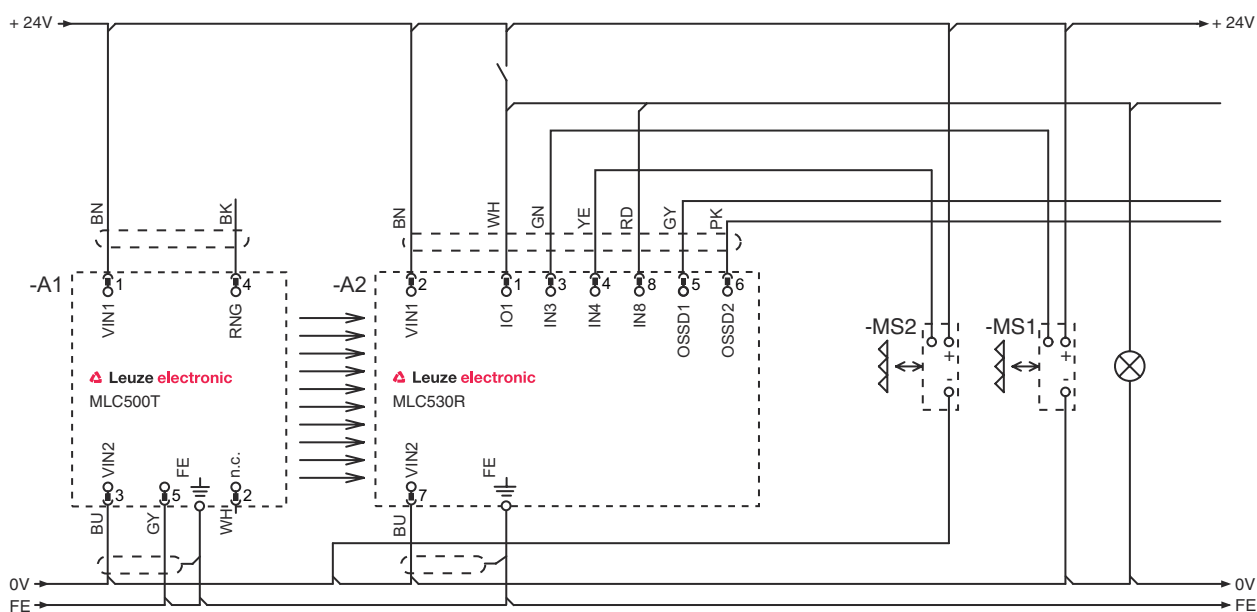 + 24V
+ 24V
BN
BK
BN
WH
GN
YE
RD
GY
PK
-A1
1
4
-A2
2
1
3
4
8
5
6
VIN1
RNG
VIN1
IO1
IN3
IN4
IN8
OSSD1
OSSD2
-MS2
-MS1
+
+
-
-
Leuze electronic
MLC500T
Leuze electronic
MLC530R
VIN2
FE
n.c.
VIN2
FE
3
5
2
7
BU
GY
WH
BU
0V
0V
FE
FE